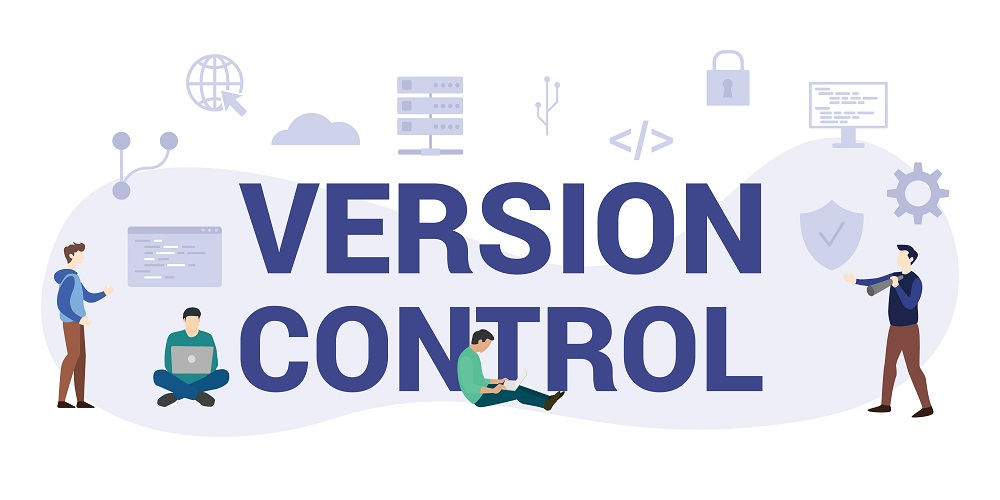 </>
VERSION
CONTROL